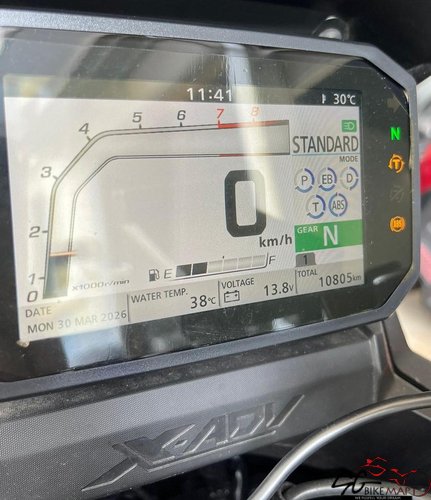 11:41
30℃
4 5 6 7 8
3
2
1
0
x1000r/min
STANDARD
MODE
P EB D
T ABS
0
km/h
GEAR N
E F
1
DATE
MON 30 MAR 2026
WATER TEMP.
38℃
VOLTAGE
13.8V
TOTAL
10805km
N
T
ABS
X-ADV
BIKEMART